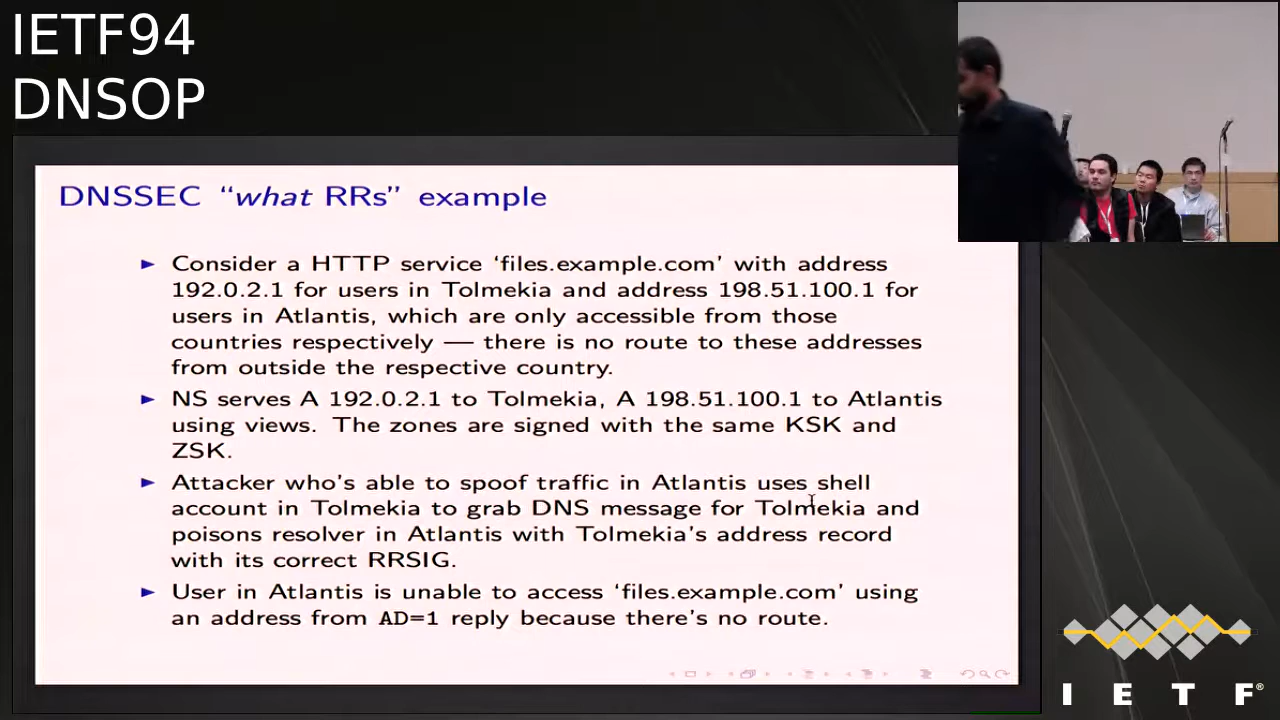 IETF94
DNSOP
DNSSEC “what RRs” example
► Consider a HTTP service ‘files.example.com’ with address
192.0.2.1 for users in Tolmekia and address 198.51.100.1 for
users in Atlantis, which are only accessible from those
countries respectively — there is no route to these addresses
from outside the respective country.
► NS serves A 192.0.2.1 to Tolmekia, A 198.51.100.1 to Atlantis
using views. The zones are signed with the same KSK and
ZSK.
► Attacker who’s able to spoof traffic in Atlantis uses shell
account in Tolmekia to grab DNS message for Tolmekia and
poisons resolver in Atlantis with Tolmekia’s address record
with its correct RRSIG.
► User in Atlantis is unable to access ‘files.example.com’ using
an address from AD=1 reply because there’s no route.
I E T F®